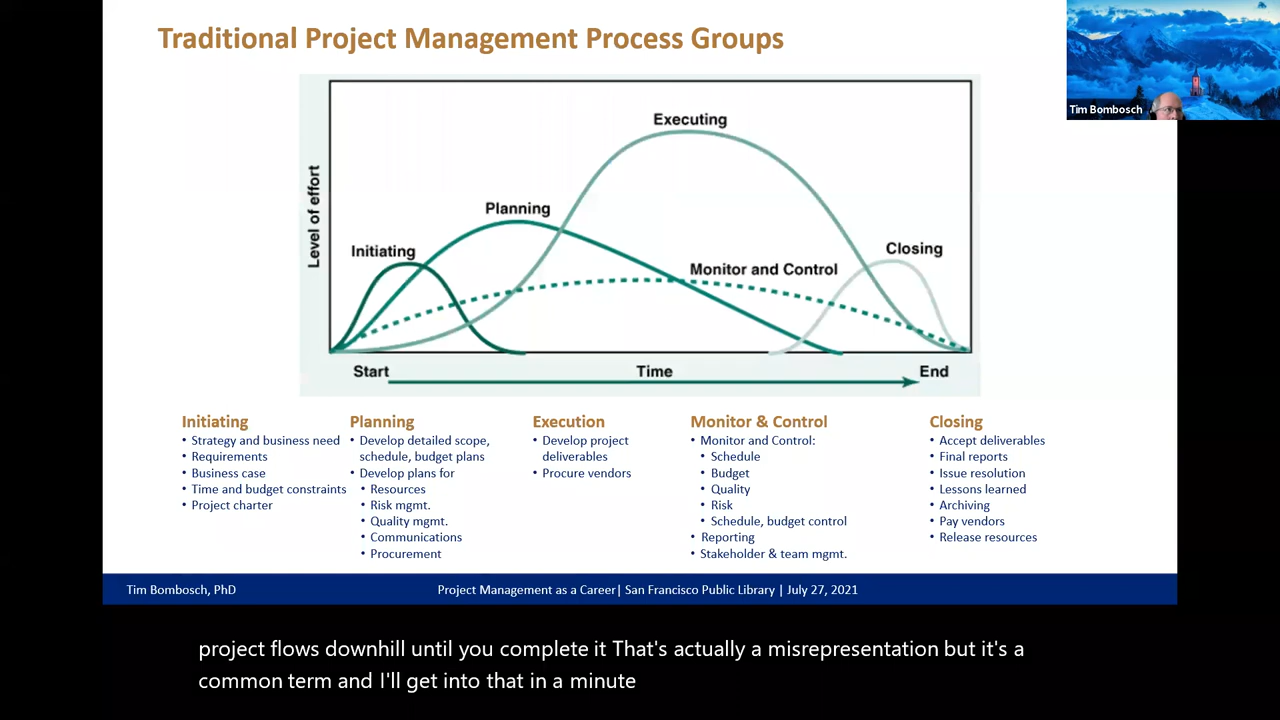 Traditional Project Management Process Groups
Tim Bombosch
Executing
Planning
Initiating
Closing
Monitor and Control
Level of effort
Start
Time
End
Initiating
• Strategy and business need
• Requirements
• Business case
• Time and budget constraints
• Project charter
Planning
• Develop detailed scope,
schedule, budget plans
• Develop plans for
• Resources
• Risk mgmt.
• Quality mgmt.
• Communications
• Procurement
Execution
• Develop project
deliverables
• Procure vendors
Monitor & Control
• Monitor and Control:
• Schedule
• Budget
• Quality
• Risk
• Schedule, budget control
• Reporting
• Stakeholder & team mgmt.
Closing
• Accept deliverables
• Final reports
• Issue resolution
• Lessons learned
• Archiving
• Pay vendors
• Release resources
Tim Bombosch, PhD
Project Management as a Career| San Francisco Public Library | July 27, 2021
project flows downhill until you complete it That's actually a misrepresentation but it's a
common term and I'll get into that in a minute